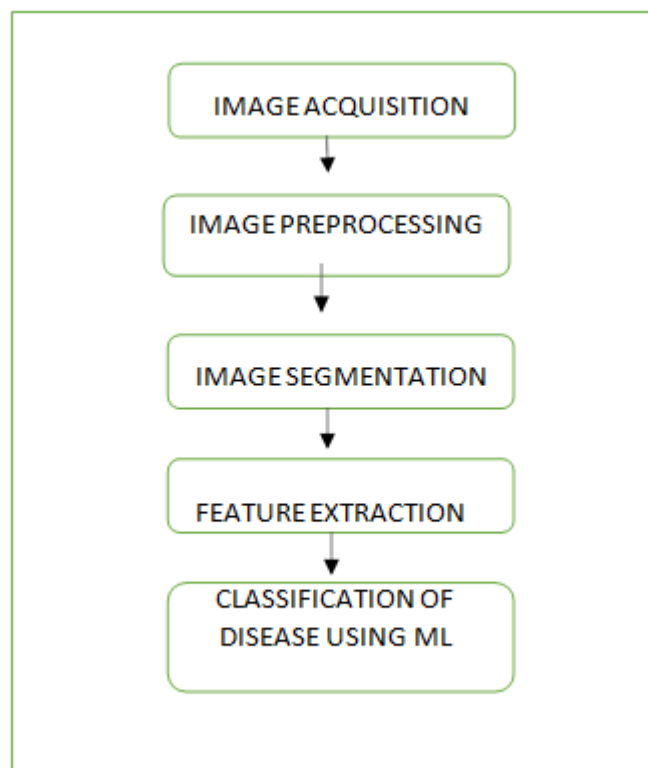 IMAGE ACQUISITION
IMAGE PREPROCESSING
IMAGE SEGMENTATION
FEATURE EXTRACTION
CLASSIFICATION OF
DISEASE USING ML